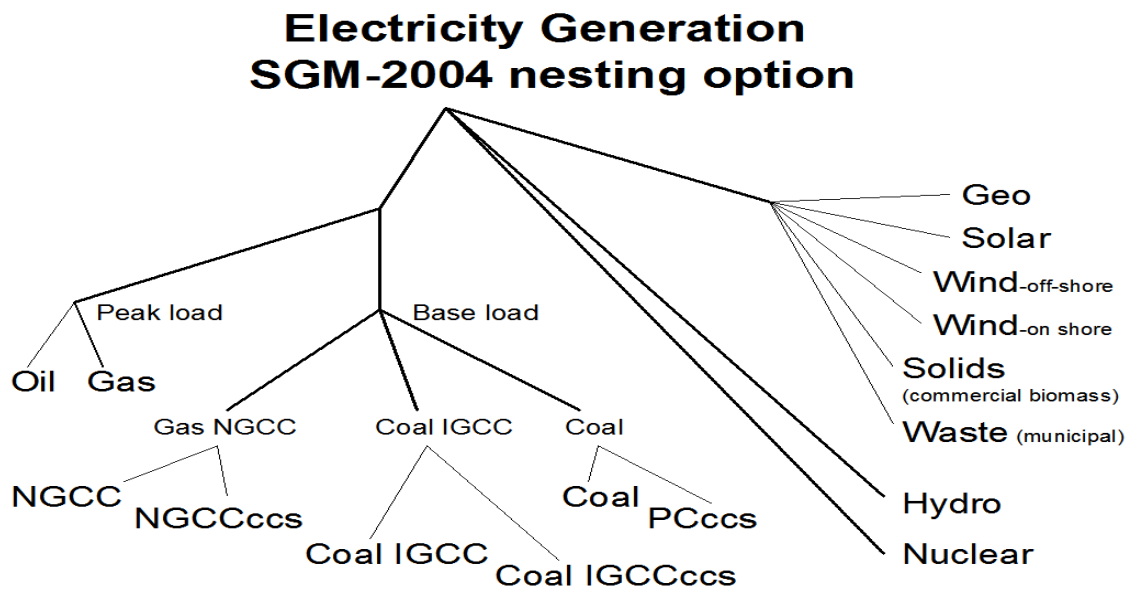 Electricity Generation
SGM-2004 nesting option
Geo
Solar
Wind-off-shore
Wind-on shore
Solids
(commercial biomass)
Waste (municipal)
Hydro
Nuclear
Peak load
Base load
Oil
Gas
Gas NGCC
Coal IGCC
Coal
NGCC
NGCCccs
Coal IGCC
Coal IGCCccs
Coal
PCccs